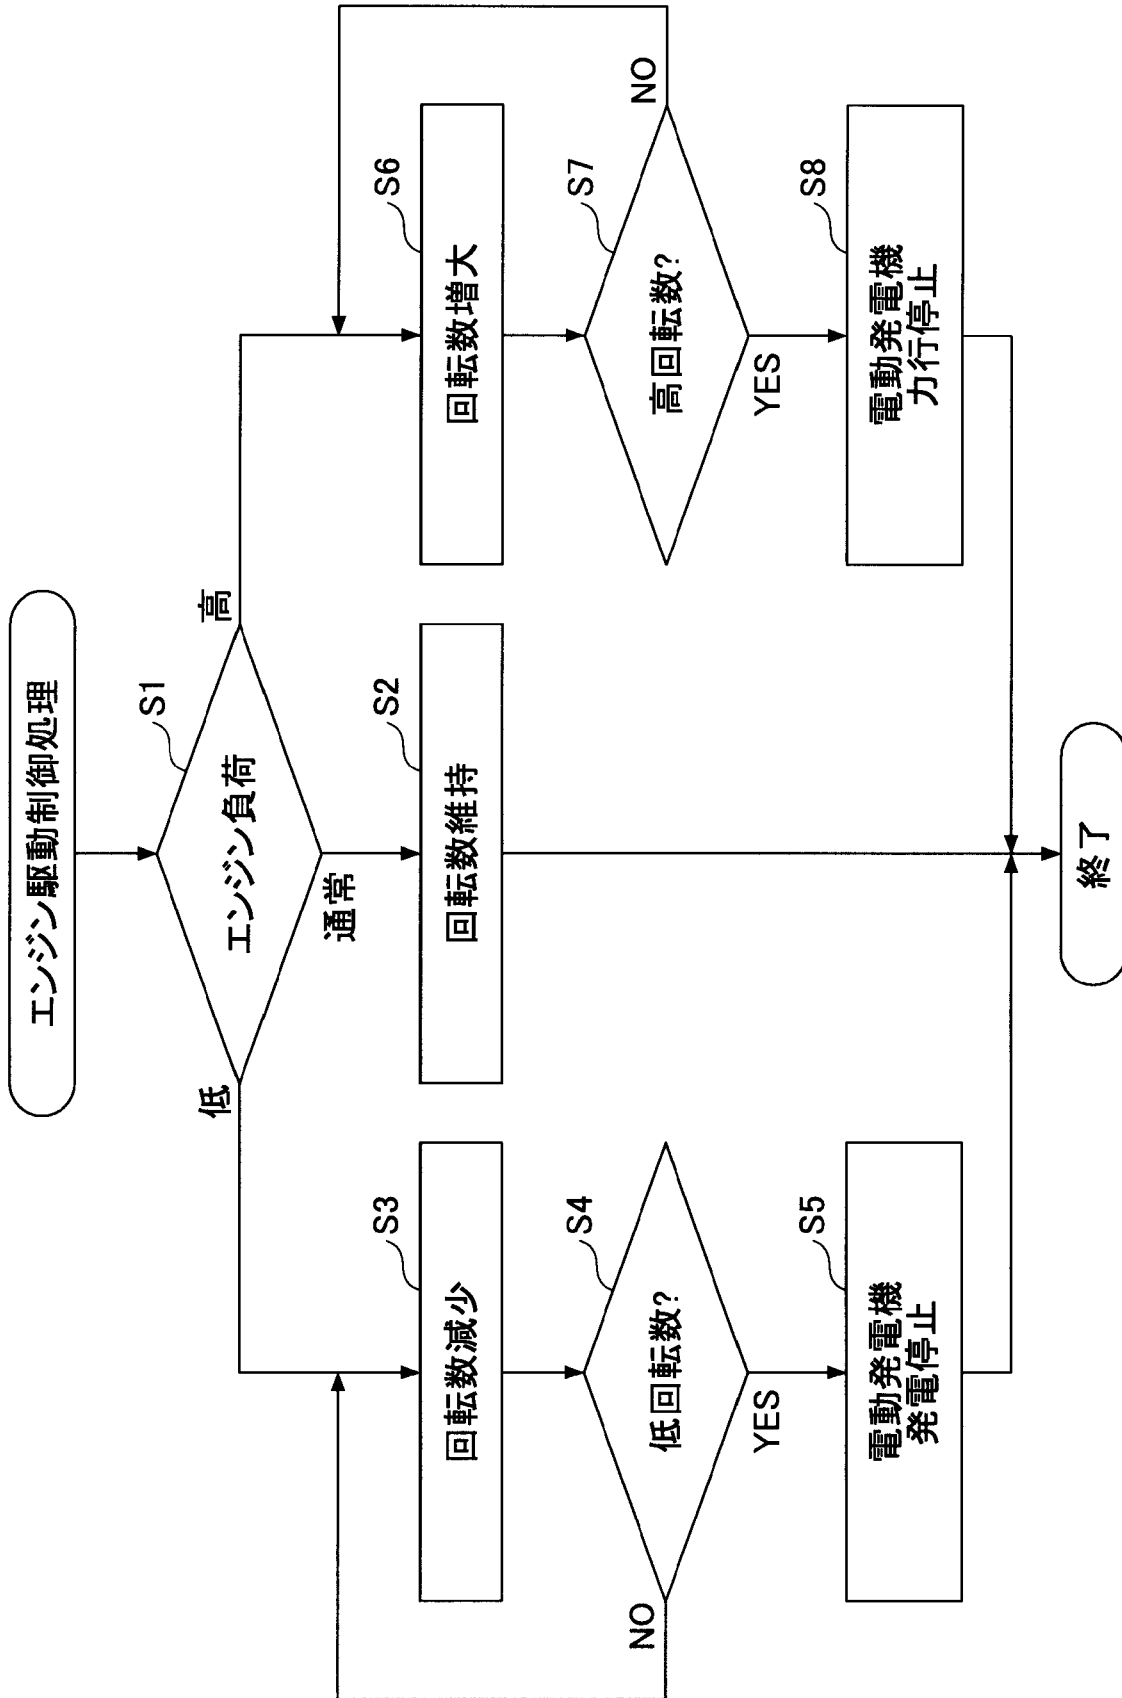 エンジン駆動制御処理
S1
エンジン負荷
低
通常
高
S3
回転数減少
S2
回転数維持
S6
回転数増大
S4
低回転数?
NO
YES
S7
高回転数?
NO
YES
S5
電動発電機
発電停止
S8
電動発電機
力行停止
終了